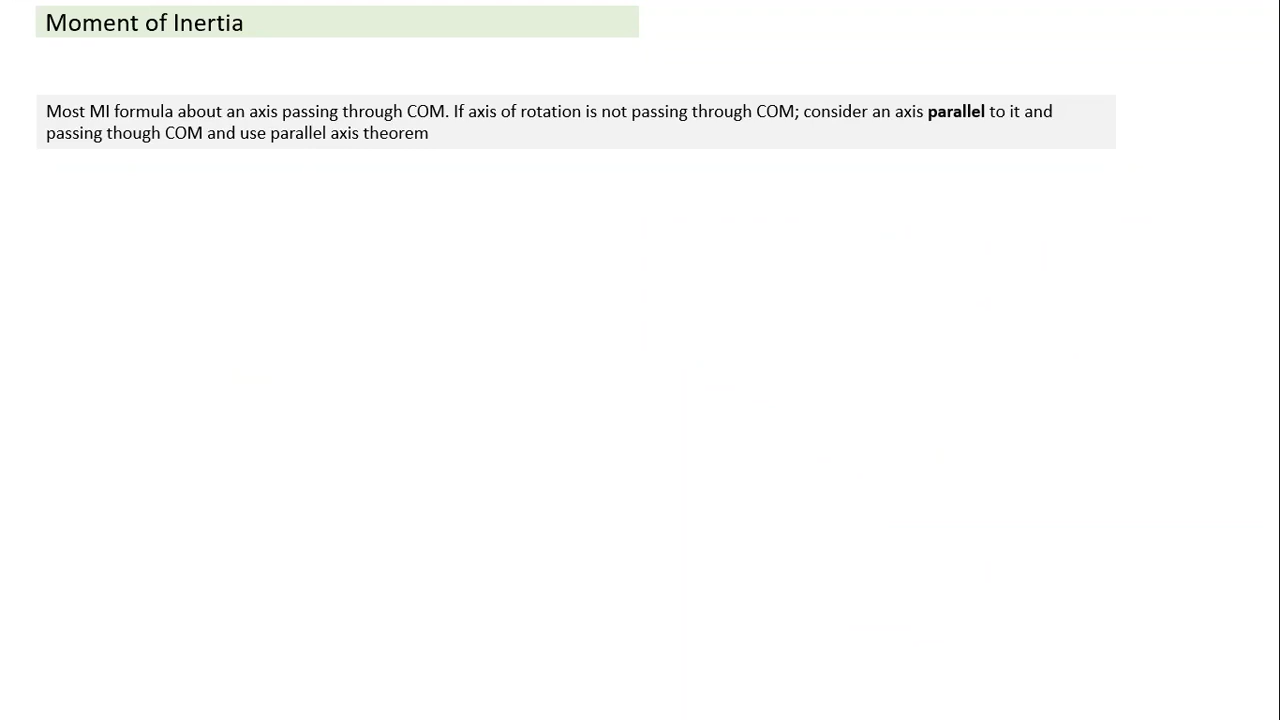 Moment of Inertia
Most MI formula about an axis passing through COM. If axis of rotation is not passing through COM; consider an axis parallel to it and
passing though COM and use parallel axis theorem